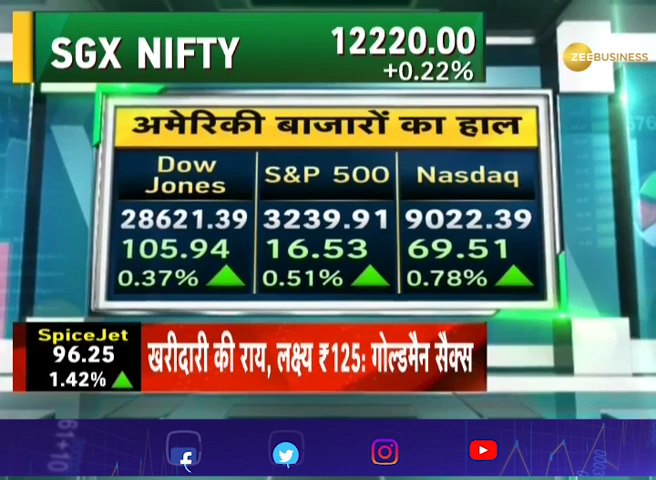 SGX NIFTY
12220.00
+0.22%
ZEEBUSINESS
अमेरिकी बाजारों का हाल
Dow Jones
S&P 500
Nasdaq
28621.39
3239.91
9022.39
105.94
16.53
69.51
0.37%
0.51%
0.78%
SpiceJet
96.25
1.42%
खरीदारी की राय, लक्ष्य ₹125: गोल्डमैन सैक्स
61+10